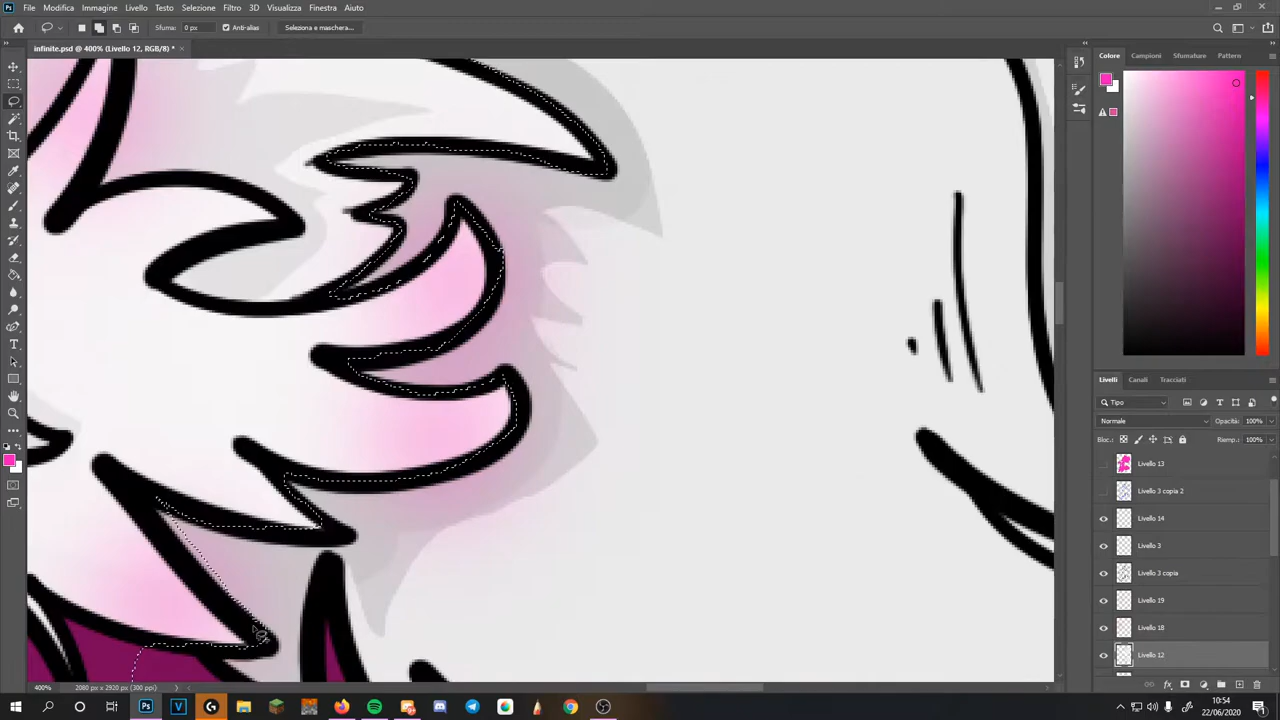 File Modifica Immagine Livello Testo Selezione Filtro 3D Visualizza Finestra Aiuto
Sfuma: 0 px Anti-alias Seleziona e maschera...
infinite.psd @ 400% (Livello 12, RGB/8) *
Colore Campioni Sfumature Pattern
Livelli Canali Tracciati
Tipo
Normale Opacità: 100%
Bloc.: Riemp.: 100%
Livello 13
Livello 3 copia 2
Livello 14
Livello 3
Livello 3 copia
Livello 19
Livello 18
Livello 12
400% 2080 px x 2920 px (300 ppi)
10:54
22/06/2020